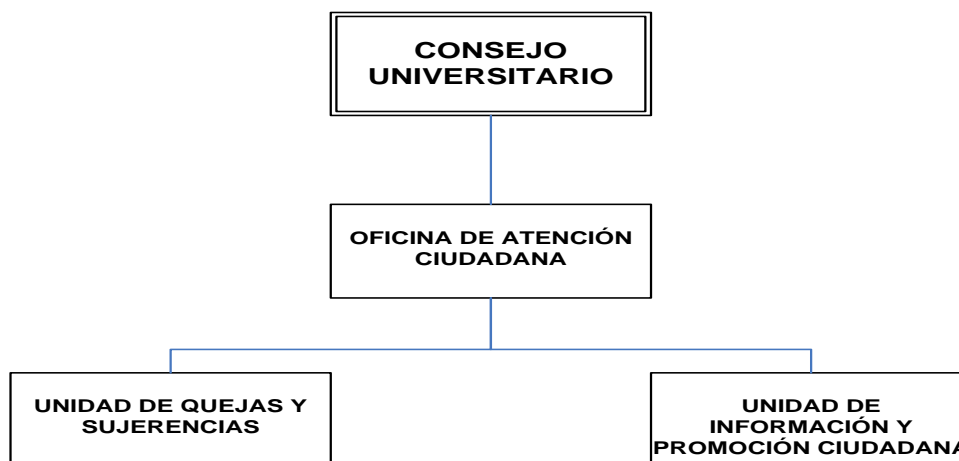 CONSEJO
UNIVERSITARIO
OFICINA DE ATENCIÓN
CIUDADANA
UNIDAD DE QUEJAS Y
SUJERENCIAS
UNIDAD DE
INFORMACIÓN Y
PROMOCIÓN CIUDADANA